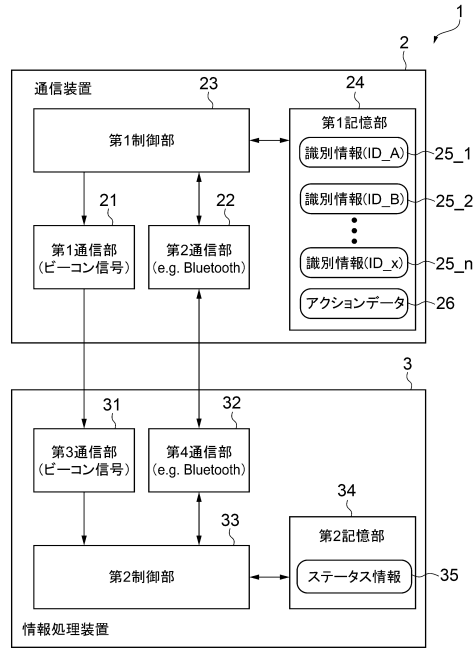 1
2
通信装置
23
第1制御部
24
第1記憶部
識別情報(ID_A)
25_1
識別情報(ID_B)
25_2
識別情報(ID_x)
25_n
アクションデータ
26
21
第1通信部
(ビーコン信号)
22
第2通信部
(e.g. Bluetooth)
3
31
第3通信部
(ビーコン信号)
32
第4通信部
(e.g. Bluetooth)
33
第2制御部
34
第2記憶部
ステータス情報
35
情報処理装置